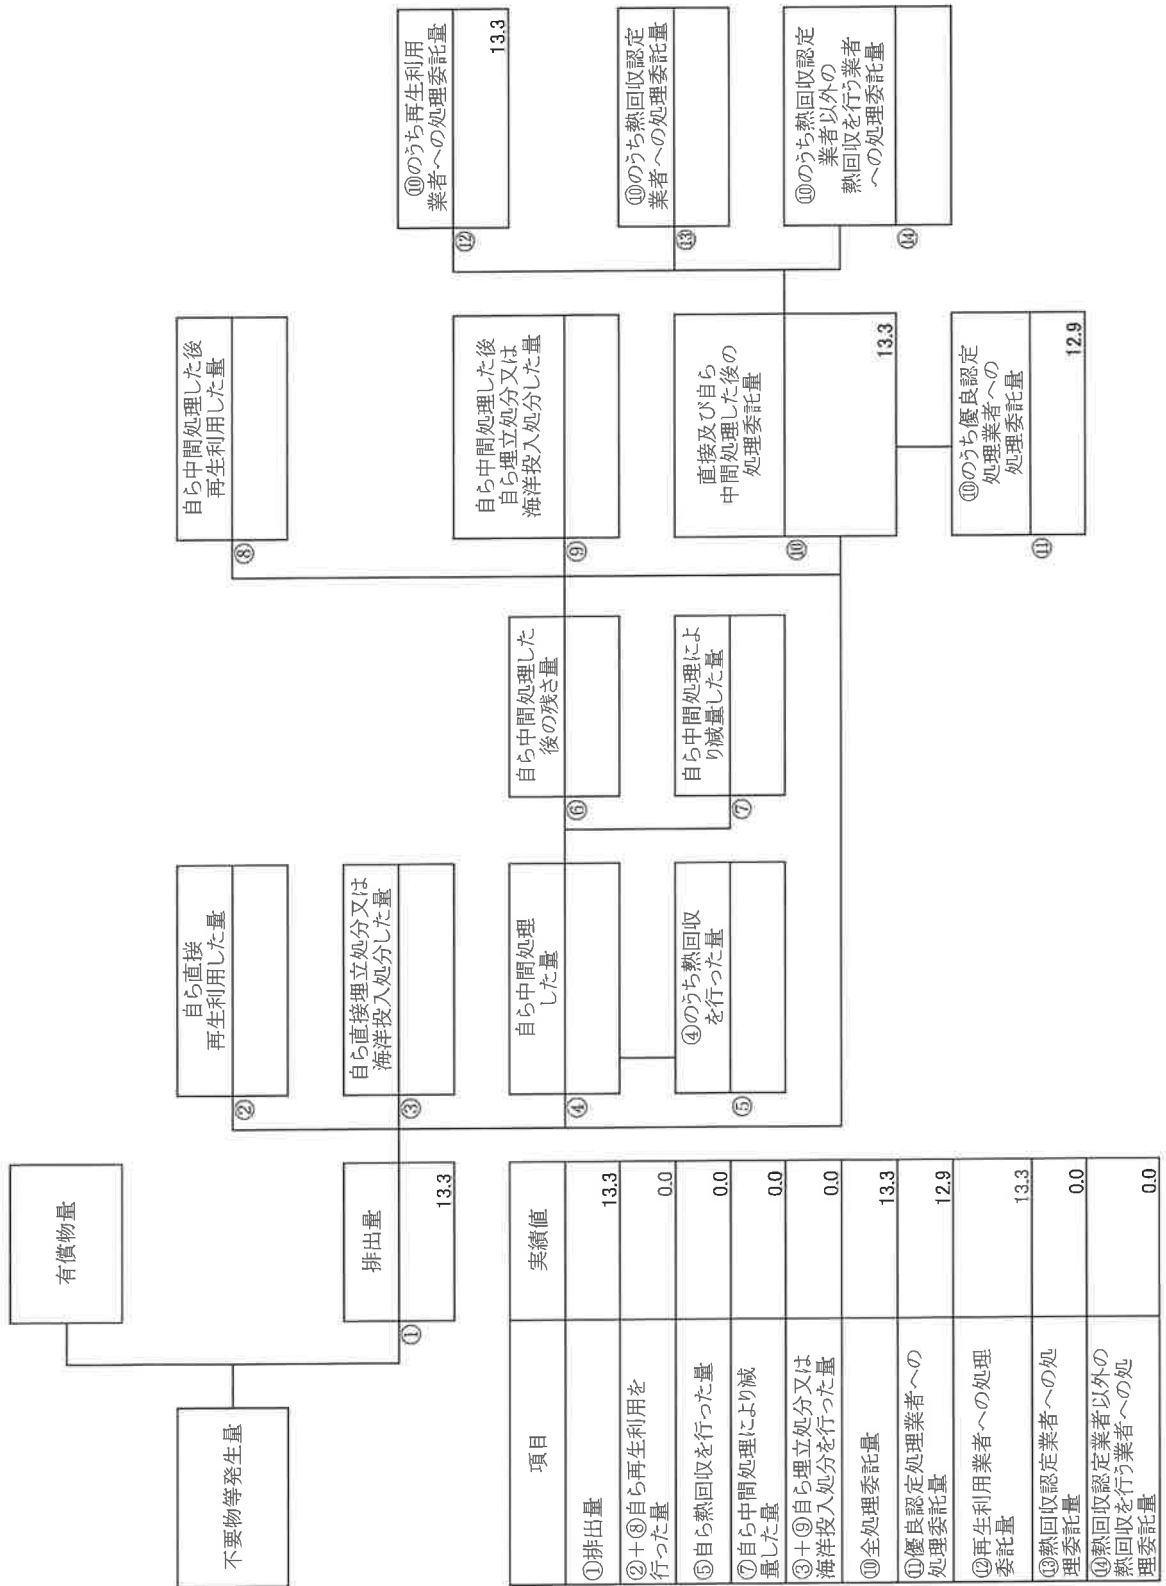 不要物等発生量
有償物量
排出量
①
13.3
自ら直接
再生利用した量
②
自ら直接埋立処分又は
海洋投入処分した量
③
自ら中間処理
した量
④
④のうち熱回収
を行った量
⑤
自ら中間処理した
後の残さ量
⑥
自ら中間処理によ
り減量した量
⑦
自ら中間処理した後
再生利用した量
⑧
自ら中間処理した後
自ら埋立処分又は
海洋投入処分した量
⑨
直接及び自ら
中間処理した後の
処理委託量
⑩
13.3
⑩のうち優良認定
処理業者への
処理委託量
⑪
12.9
⑩のうち再生利用
業者への処理委託量
⑫
13.3
⑩のうち熱回収認定
業者への処理委託量
⑬
⑩のうち熱回収認定
業者以外の
熱回収を行う業者
への処理委託量
⑭
項目 実績値
①排出量 13.3
②+⑧自ら再生利用を
行った量 0.0
⑤自ら熱回収を行った量 0.0
⑦自ら中間処理により減
量した量 0.0
③+⑨自ら埋立処分又は
海洋投入処分を行った量 0.0
⑩全処理委託量 13.3
⑪優良認定処理業者への
処理委託量 12.9
⑫再生利用業者への処理
委託量 13.3
⑬熱回収認定業者への処
理委託量 0.0
⑭熱回収認定業者以外の
熱回収を行う業者への処
理委託量 0.0